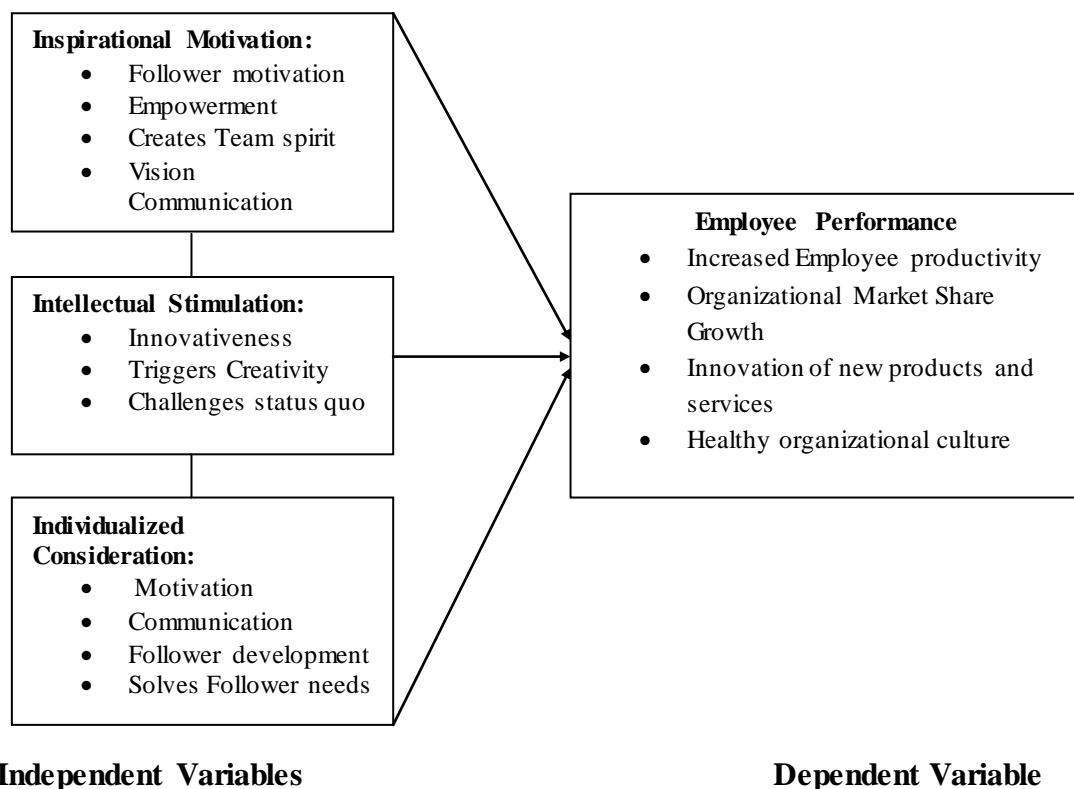 Inspirational Motivation:
• Follower motivation
• Empowerment
• Creates Team spirit
• Vision
Communication
Intellectual Stimulation:
• Innovativeness
• Triggers Creativity
• Challenges status quo
Individualized
Consideration:
• Motivation
• Communication
• Follower development
• Solves Follower needs
Employee Performance
• Increased Employee productivity
• Organizational Market Share
Growth
• Innovation of new products and
services
• Healthy organizational culture
Independent Variables
Dependent Variable